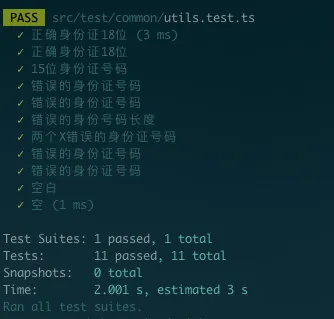 PASS src/test/common/utils.test.ts
✓ 正确身份证18位 (3 ms)
✓ 正确身份证18位
✓ 15位身份证号码
✓ 错误的身份证号码
✓ 错误的身份证号码
✓ 错误的身份号码长度
✓ 两个X错误的身份证号码
✓ 错误的身份证号码
✓ 错误的身份证号码
✓ 空白
✓ 空 (1 ms)
Test Suites: 1 passed, 1 total
Tests: 11 passed, 11 total
Snapshots: 0 total
Time: 2.001 s, estimated 3 s
Ran all test suites.